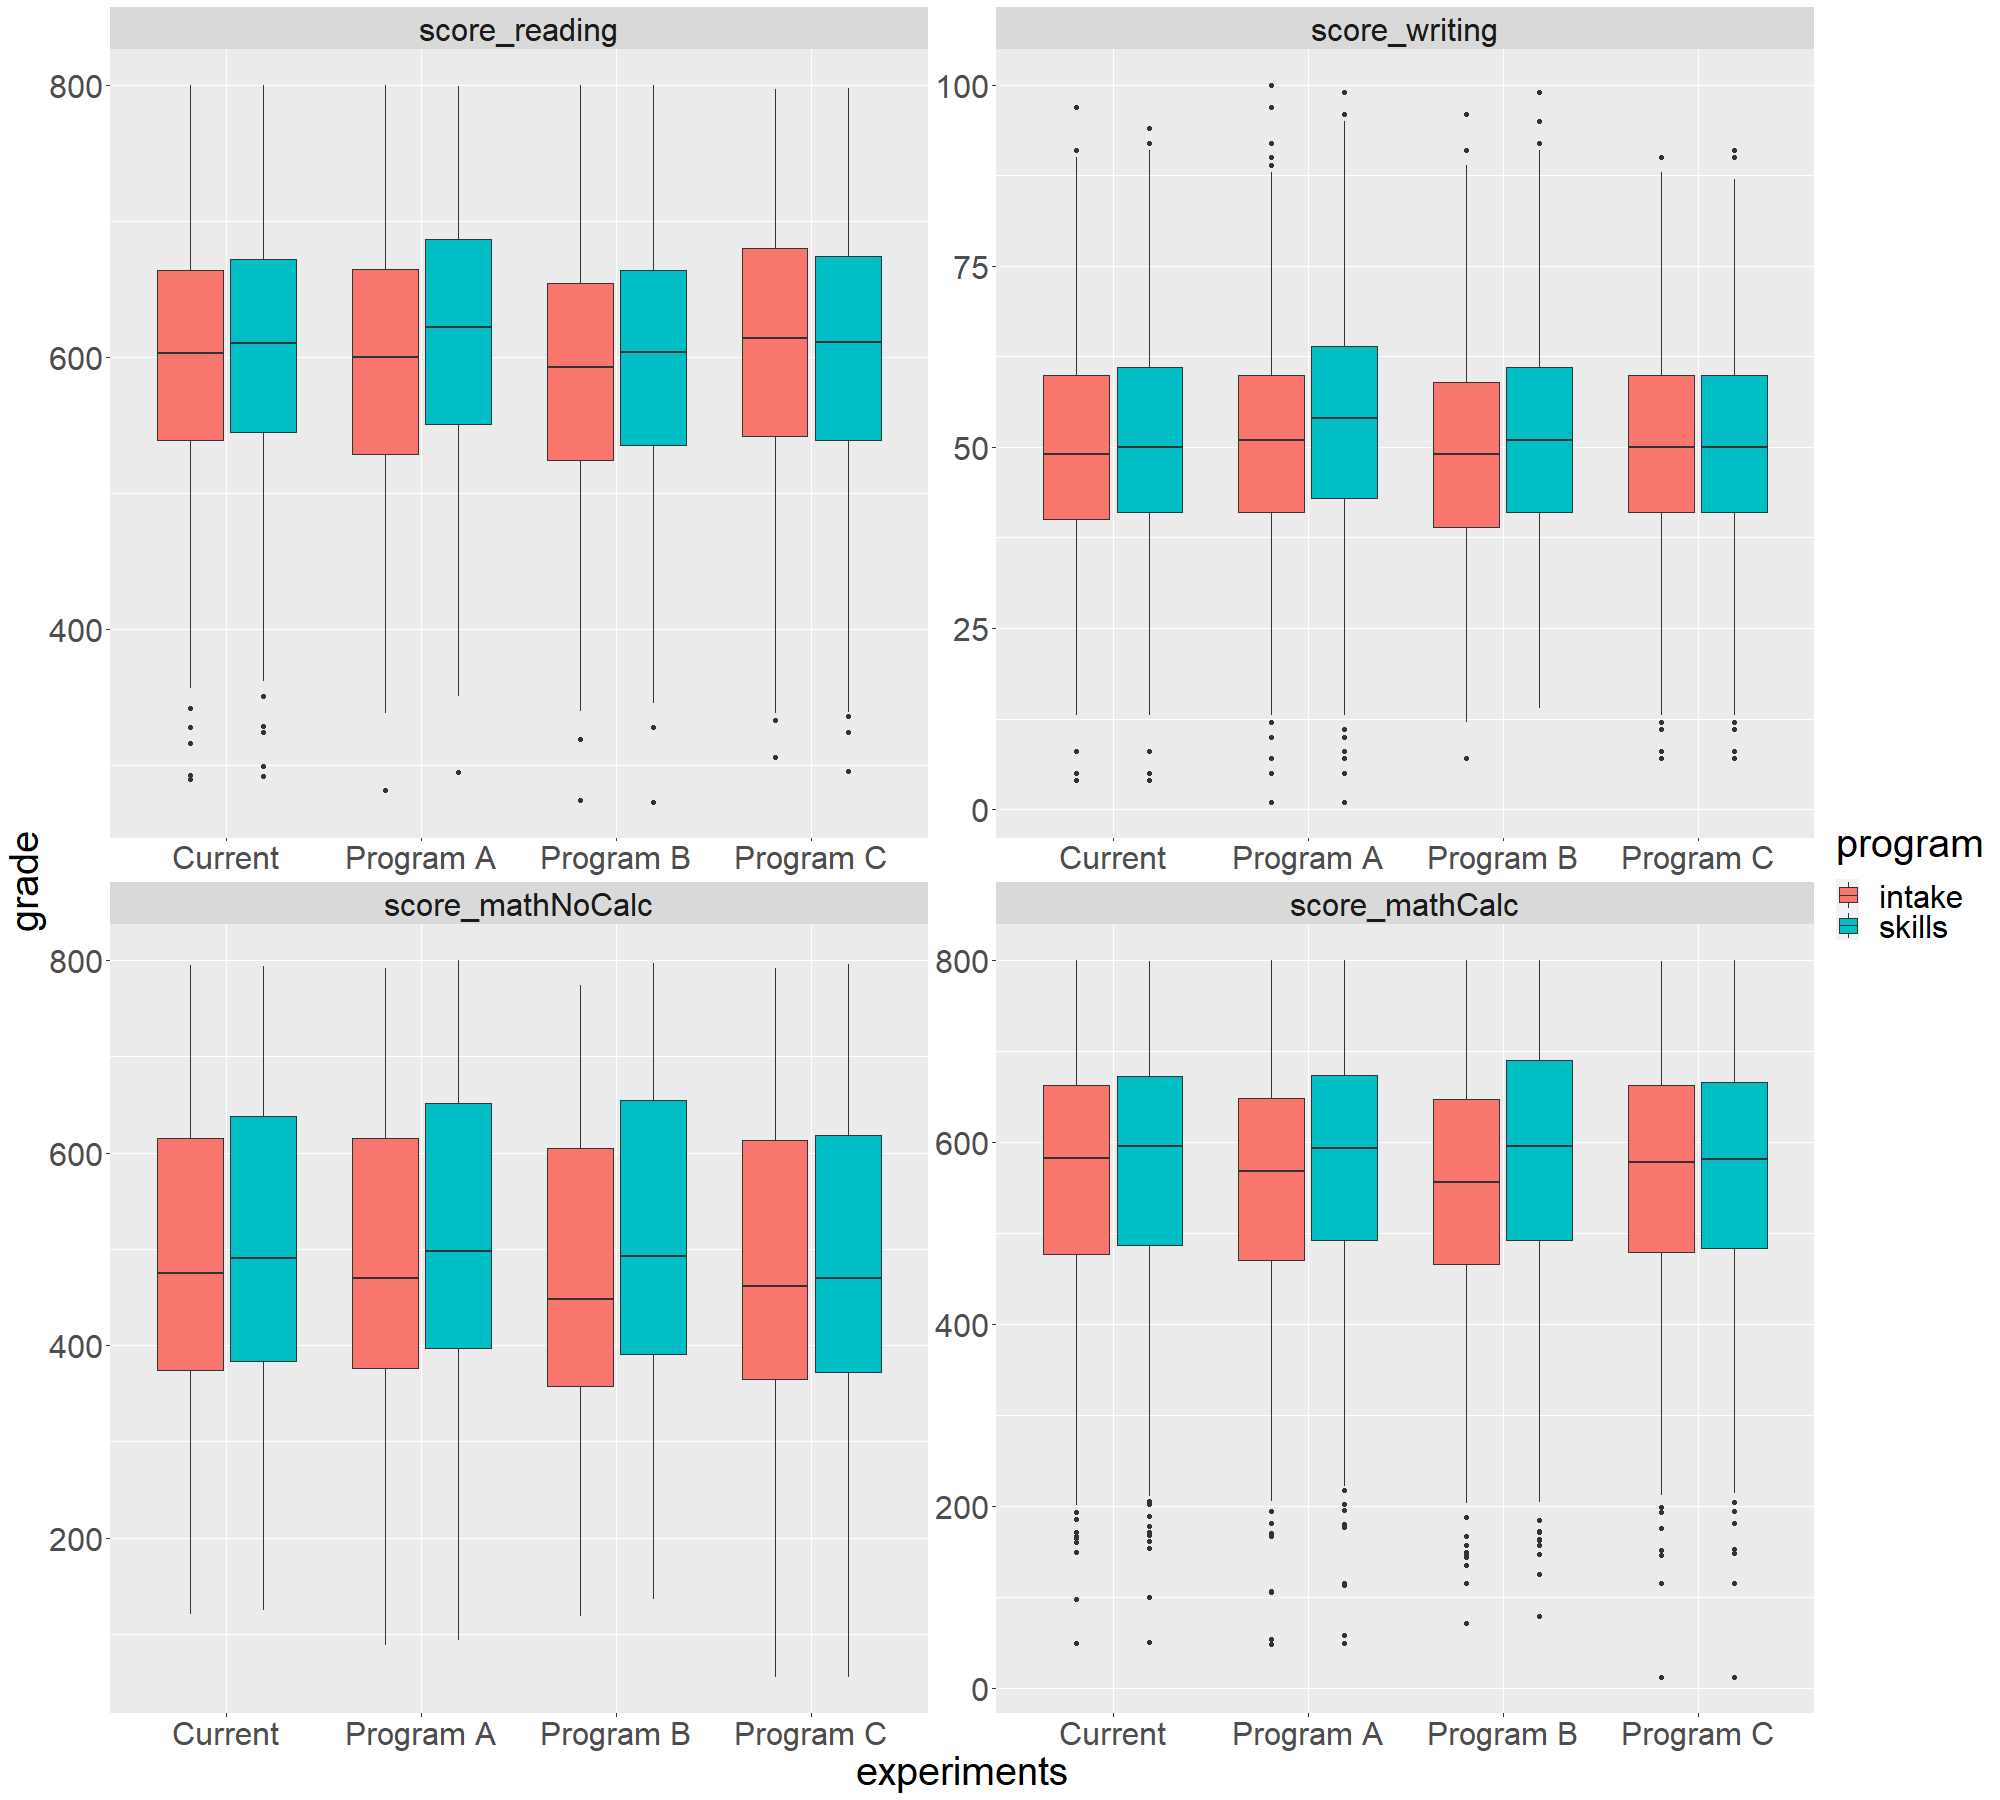 score_reading
score_writing
800
600
400
100
75
50
25
0
Current Program A Program B Program C
Current Program A Program B Program C
score_mathNoCalc
score_mathCalc
800
600
400
200
800
600
400
200
0
Current Program A Program B Program C
Current Program A Program B Program C
grade
experiments
program
intake
skills